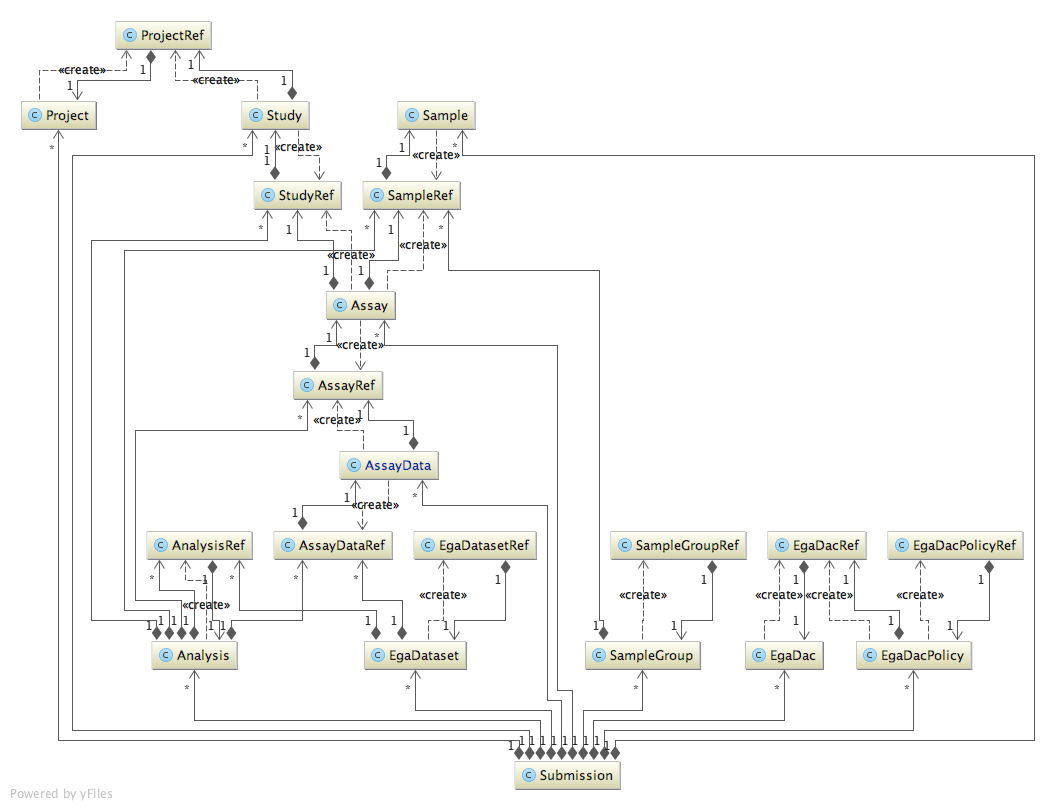 C ProjectRef
1
1
«create»
1
«create»
1
C Project
C Study
C Sample
*
*
1
1
«create»
1
1
«create»
*
C StudyRef
C SampleRef
*
1
*
1
*
«create»
«create»
1
1
C Assay
1
*
«create»
1
C AssayRef
*
«create»
1
1
C AssayData
1
*
«create»
1
C AnalysisRef
C AssayDataRef
C EgaDatasetRef
C SampleGroupRef
C EgaDacRef
C EgaDacPolicyRef
*
1
*
*
*
1
1
1
1
1
«create»
«create»
«create»
«create»
«create»
«create»
1
1
1
1
1
1
1
1
1
1
1
1
1
C Analysis
C EgaDataset
C SampleGroup
C EgaDac
C EgaDacPolicy
*
*
*
*
*
1
1
1
1
1
1
1
1
1
1
C Submission
Powered by yFiles